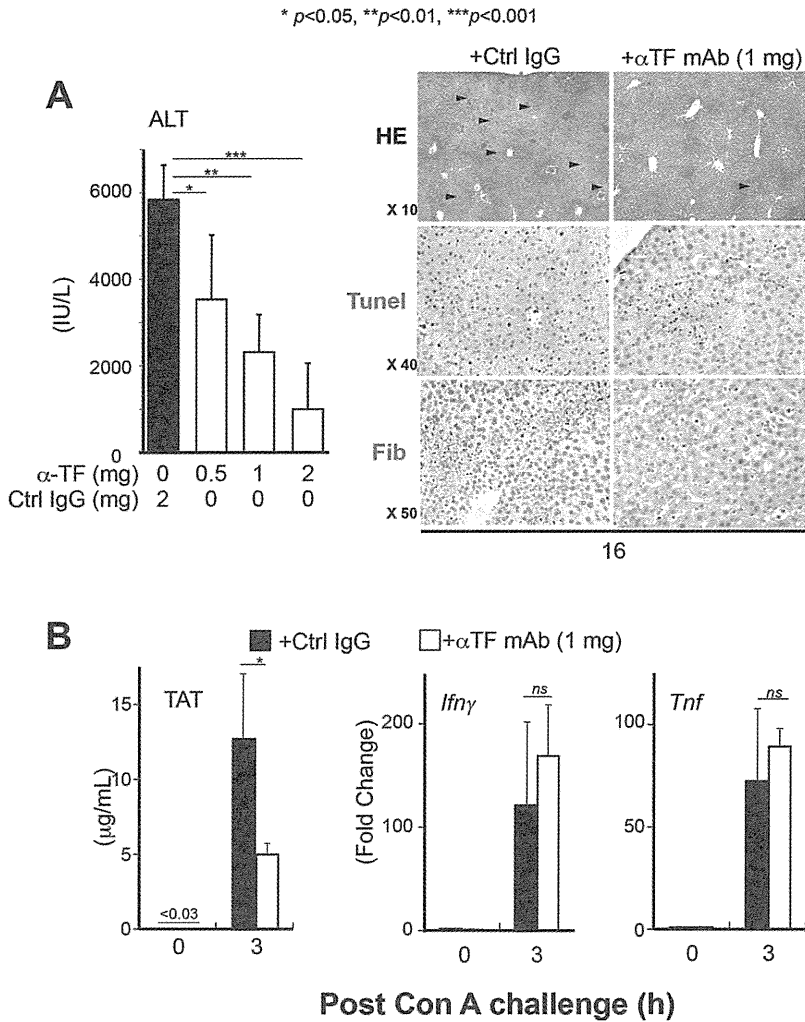 * p<0.05, **p<0.01, ***p<0.001
+Ctrl IgG
+αTF mAb (1 mg)
A
ALT
***
**
*
6000
4000
2000
0
(IU/L)
α-TF (mg) 0 0.5 1 2
Ctrl IgG (mg) 2 0 0 0
HE
X 10
Tunel
X 40
Fib
X 50
16
B
+Ctrl IgG
+αTF mAb (1 mg)
TAT
*
15
10
5
0
(µg/mL)
<0.03
0 3
Ifnγ
ns
200
100
0
(Fold Change)
0 3
Tnf
ns
100
50
0
0 3
Post Con A challenge (h)